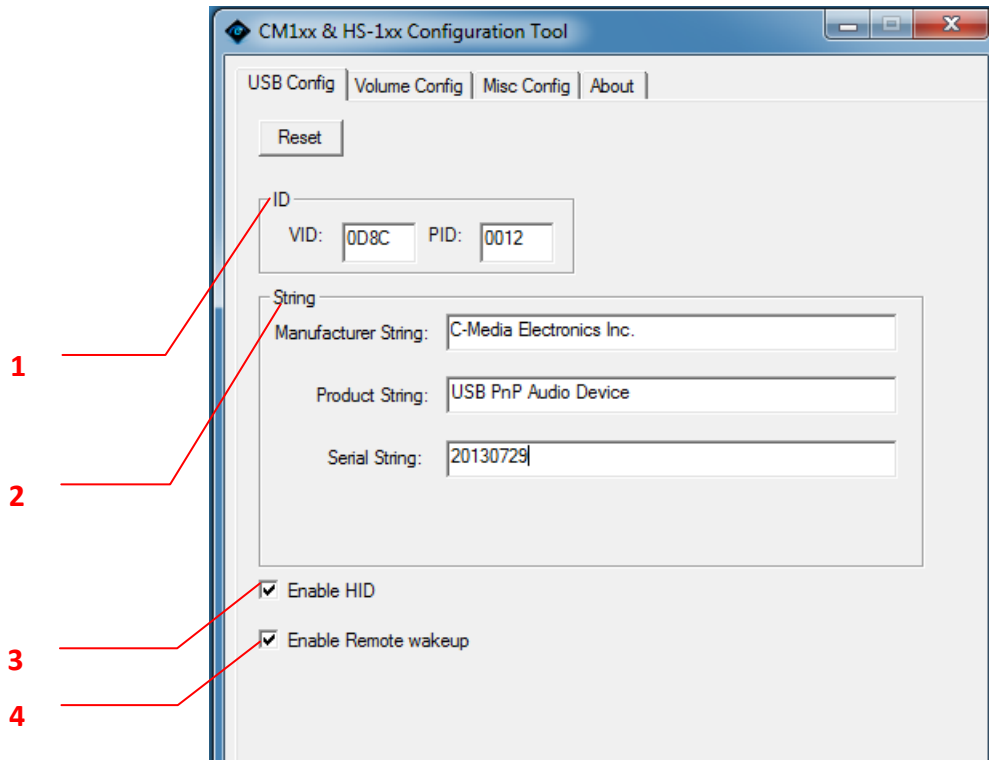 CM1xx & HS-1xx Configuration Tool
USB Config Volume Config Misc Config About
Reset
ID
VID: 0D8C PID: 0012
String
Manufacturer String: C-Media Electronics Inc.
1
Product String: USB PnP Audio Device
Serial String: 20130729
2
Enable HID
Enable Remote wakeup
3
4